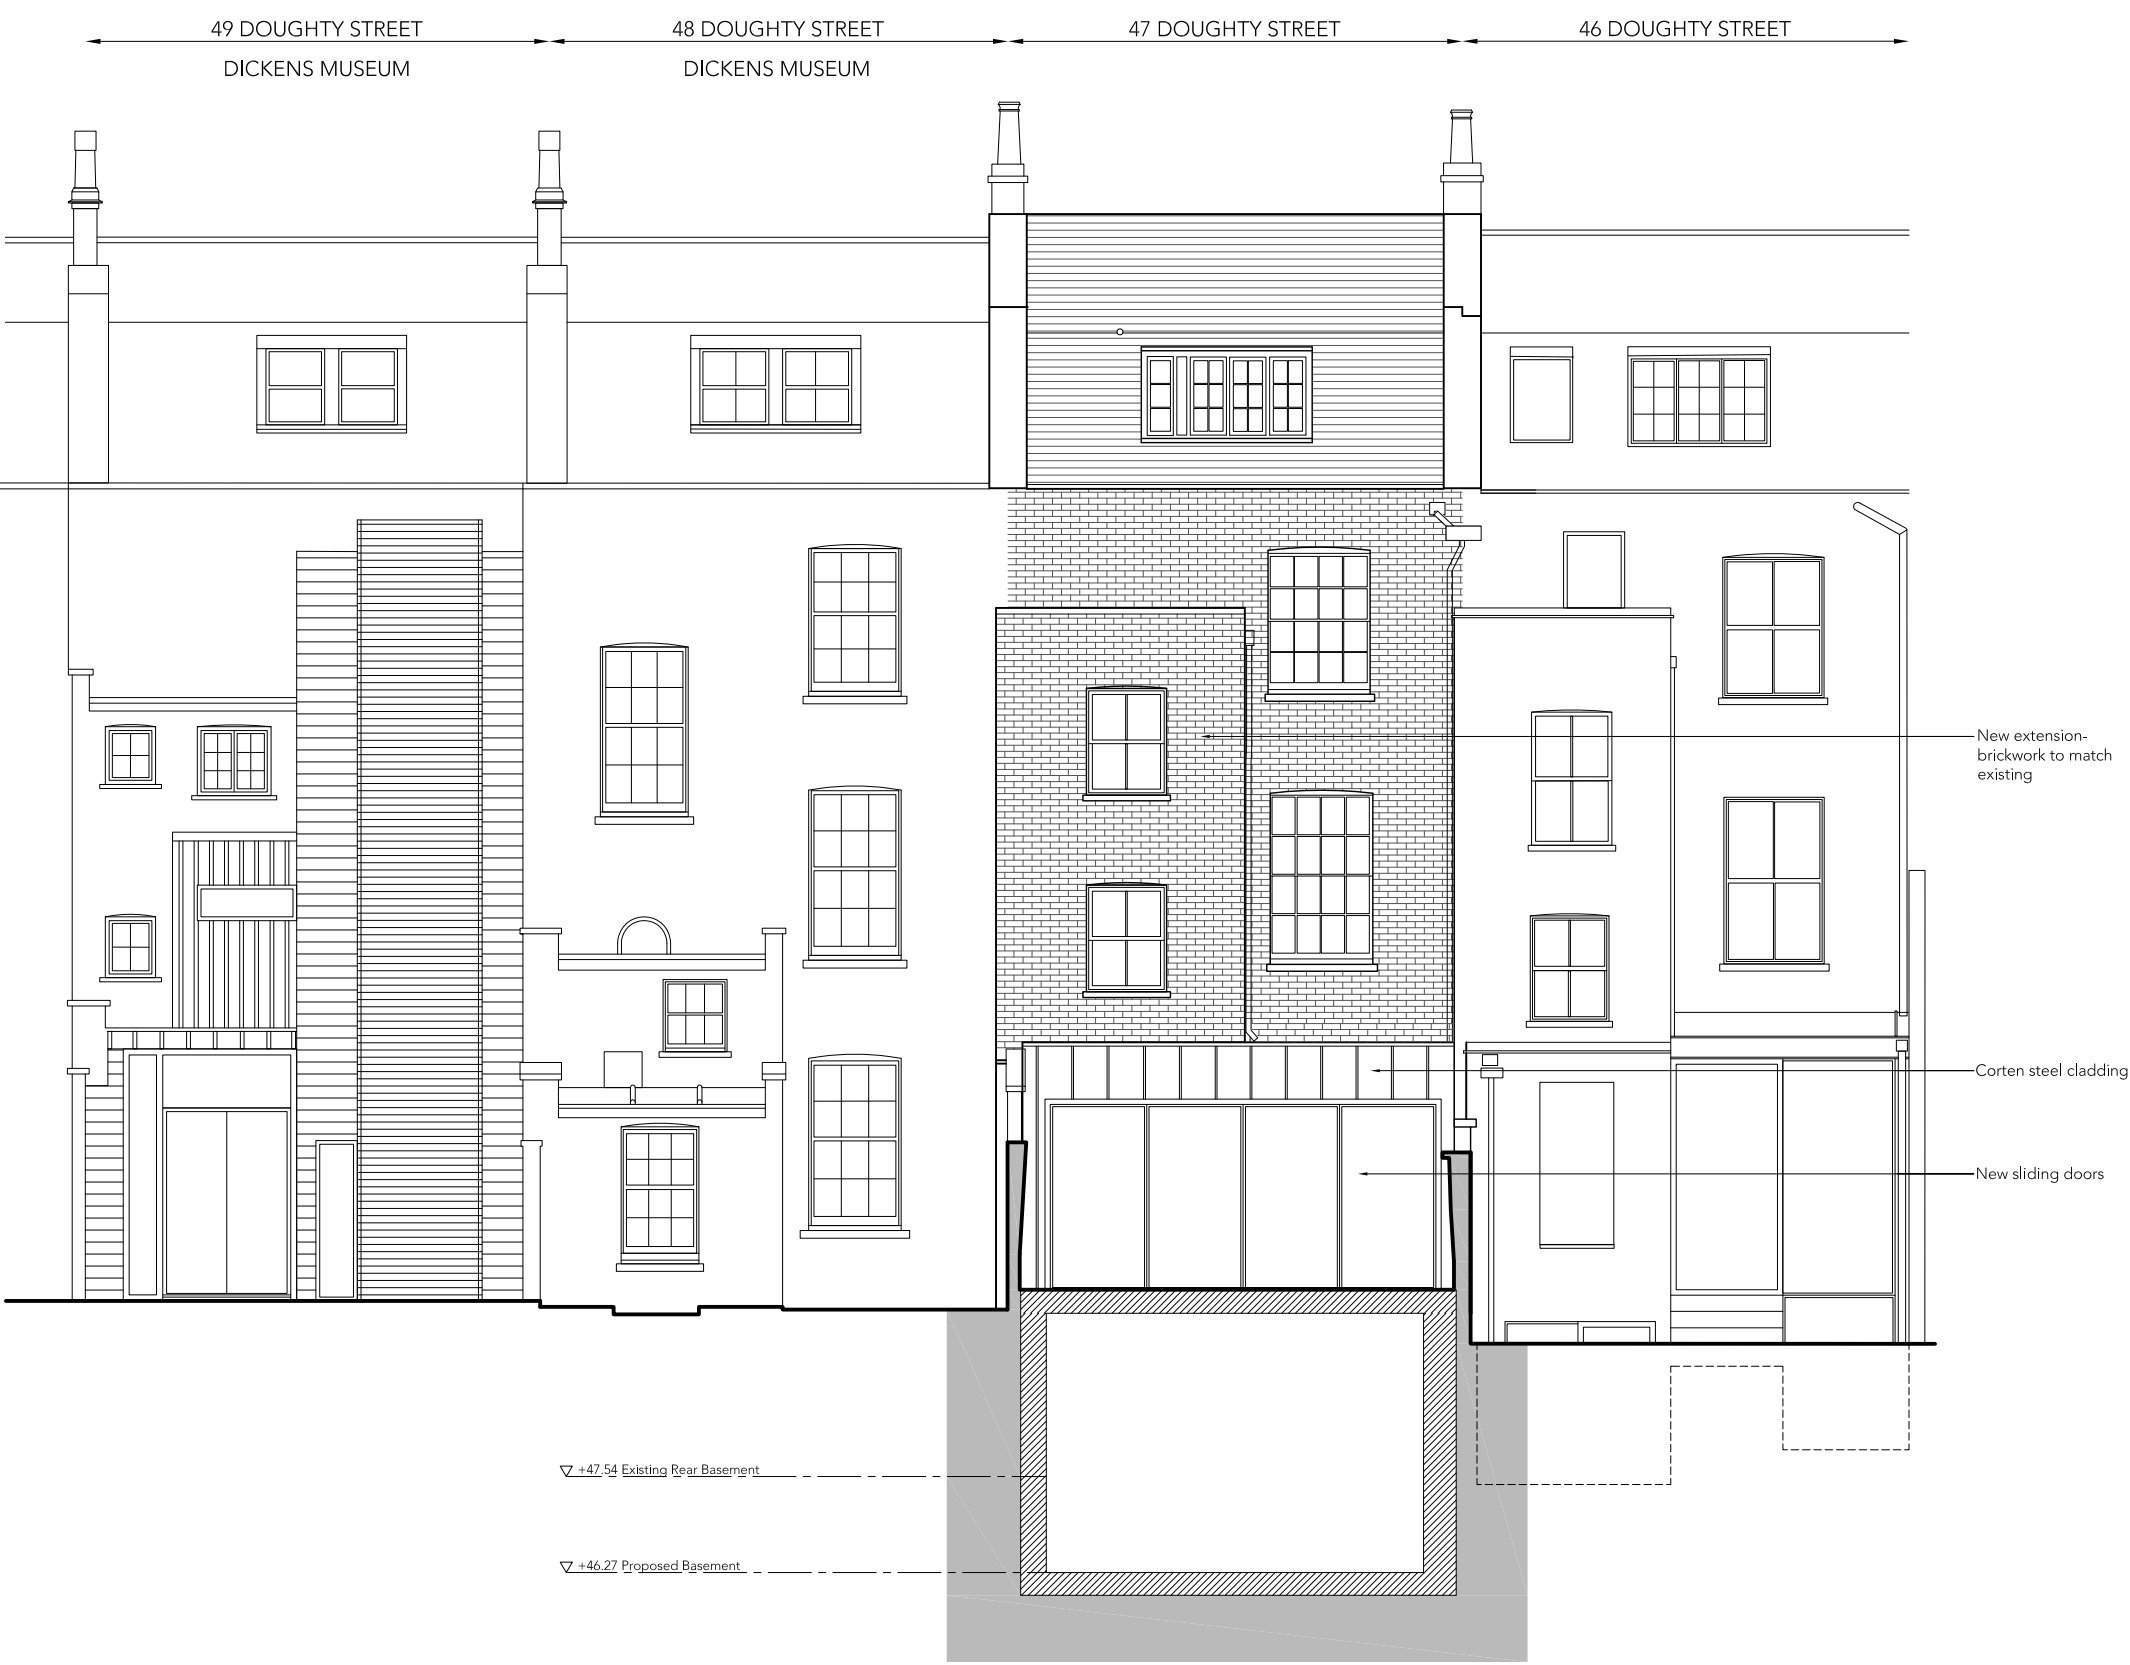 49 DOUGHTY STREET
DICKENS MUSEUM
48 DOUGHTY STREET
DICKENS MUSEUM
47 DOUGHTY STREET
46 DOUGHTY STREET
New extension-
brickwork to match
existing
Corten steel cladding
New sliding doors
+47.54 Existing Rear Basement
+46.27 Proposed Basement